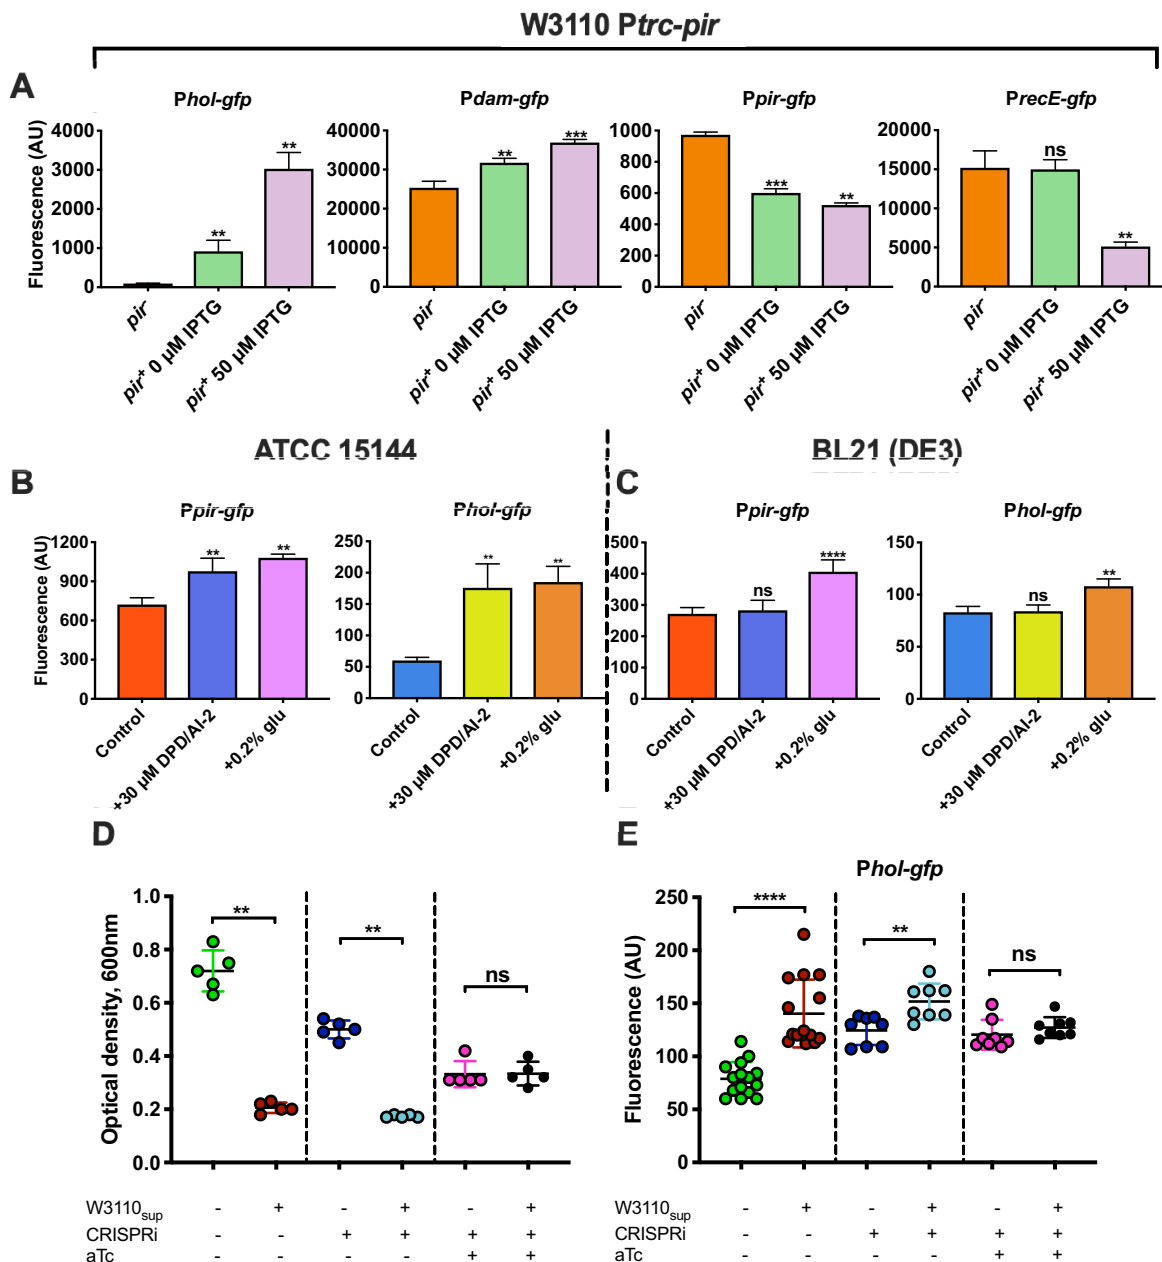 W3110 Ptrc-pir
A
Phol-gfp
Fluorescence (AU)
4000
3000
2000
1000
0
**
**
pir-
pir+ 0 µM IPTG
pir+ 50 µM IPTG
Pdam-gfp
40000
30000
20000
10000
0
**
***
pir-
pir+ 0 µM IPTG
pir+ 50 µM IPTG
Ppir-gfp
1000
800
600
400
200
0
***
**
pir-
pir+ 0 µM IPTG
pir+ 50 µM IPTG
PrecE-gfp
20000
15000
10000
5000
0
ns
**
pir-
pir+ 0 µM IPTG
pir+ 50 µM IPTG
ATCC 15144
B
Ppir-gfp
Fluorescence (AU)
1200
900
600
300
0
**
**
Control
+30 µM DPD/AI-2
+0.2% glu
Phol-gfp
250
200
150
100
50
0
**
**
Control
+30 µM DPD/AI-2
+0.2% glu
BL21 (DE3)
C
Ppir-gfp
500
400
300
200
100
0
ns
****
Control
+30 µM DPD/AI-2
+0.2% glu
Phol-gfp
150
100
50
0
ns
**
Control
+30 µM DPD/AI-2
+0.2% glu
D
Optical density, 600nm
1.0
0.8
0.6
0.4
0.2
0.0
**
**
ns
W3110sup - + - + - +
CRISPRi - - + + + +
aTc - - - - + +
E
Phol-gfp
Fluorescence (AU)
250
200
150
100
50
0
****
**
ns
W3110sup - + - + - +
CRISPRi - - + + + +
aTc - - - - + +